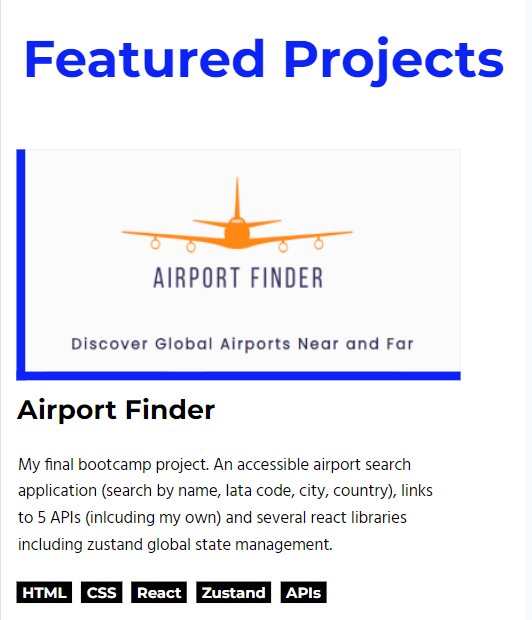 Featured Projects
AIRPORT FINDER
Discover Global Airports Near and Far
Airport Finder
My final bootcamp project. An accessible airport search
application (search by name, Iata code, city, country), links
to 5 APIs (inlcuding my own) and several react libraries
including zustand global state management.
HTML CSS React Zustand APIs